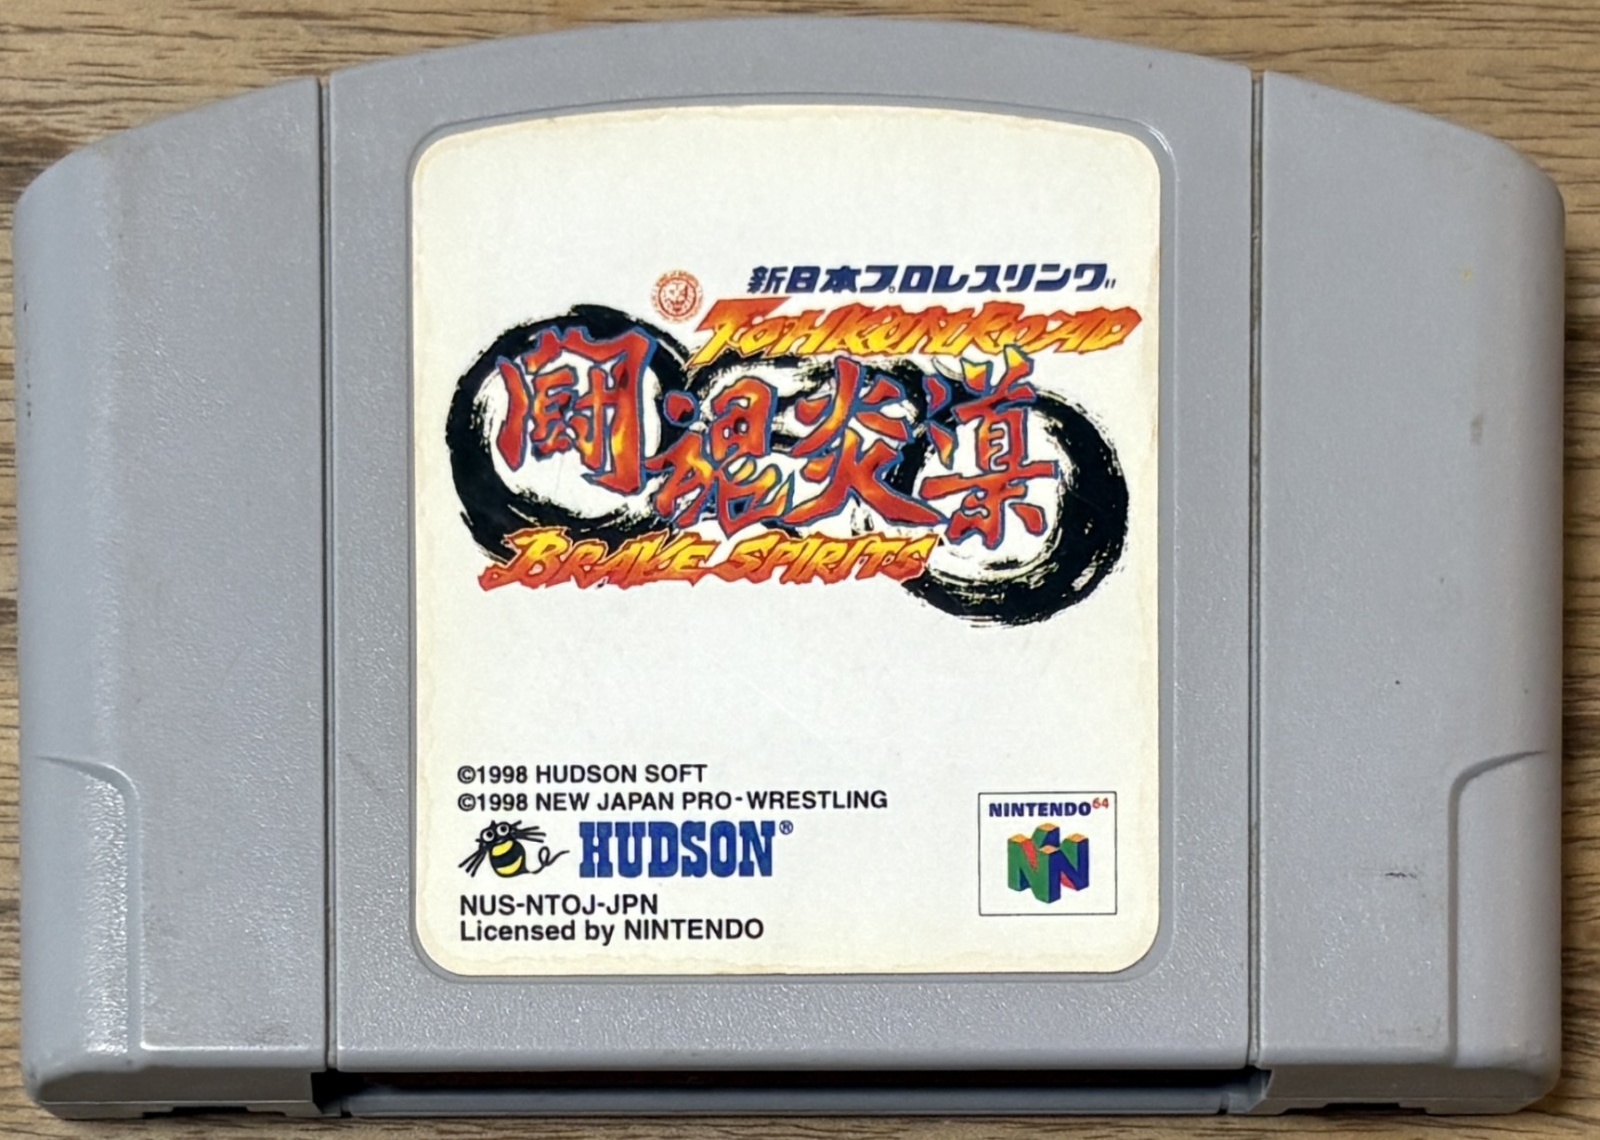 新日本プロレスリング
TOHKON ROAD
闘魂炎導
BRAVE SPIRITS
©1998 HUDSON SOFT
©1998 NEW JAPAN PRO-WRESTLING
HUDSON®
NUS-NTOJ-JPN
Licensed by NINTENDO
NINTENDO64